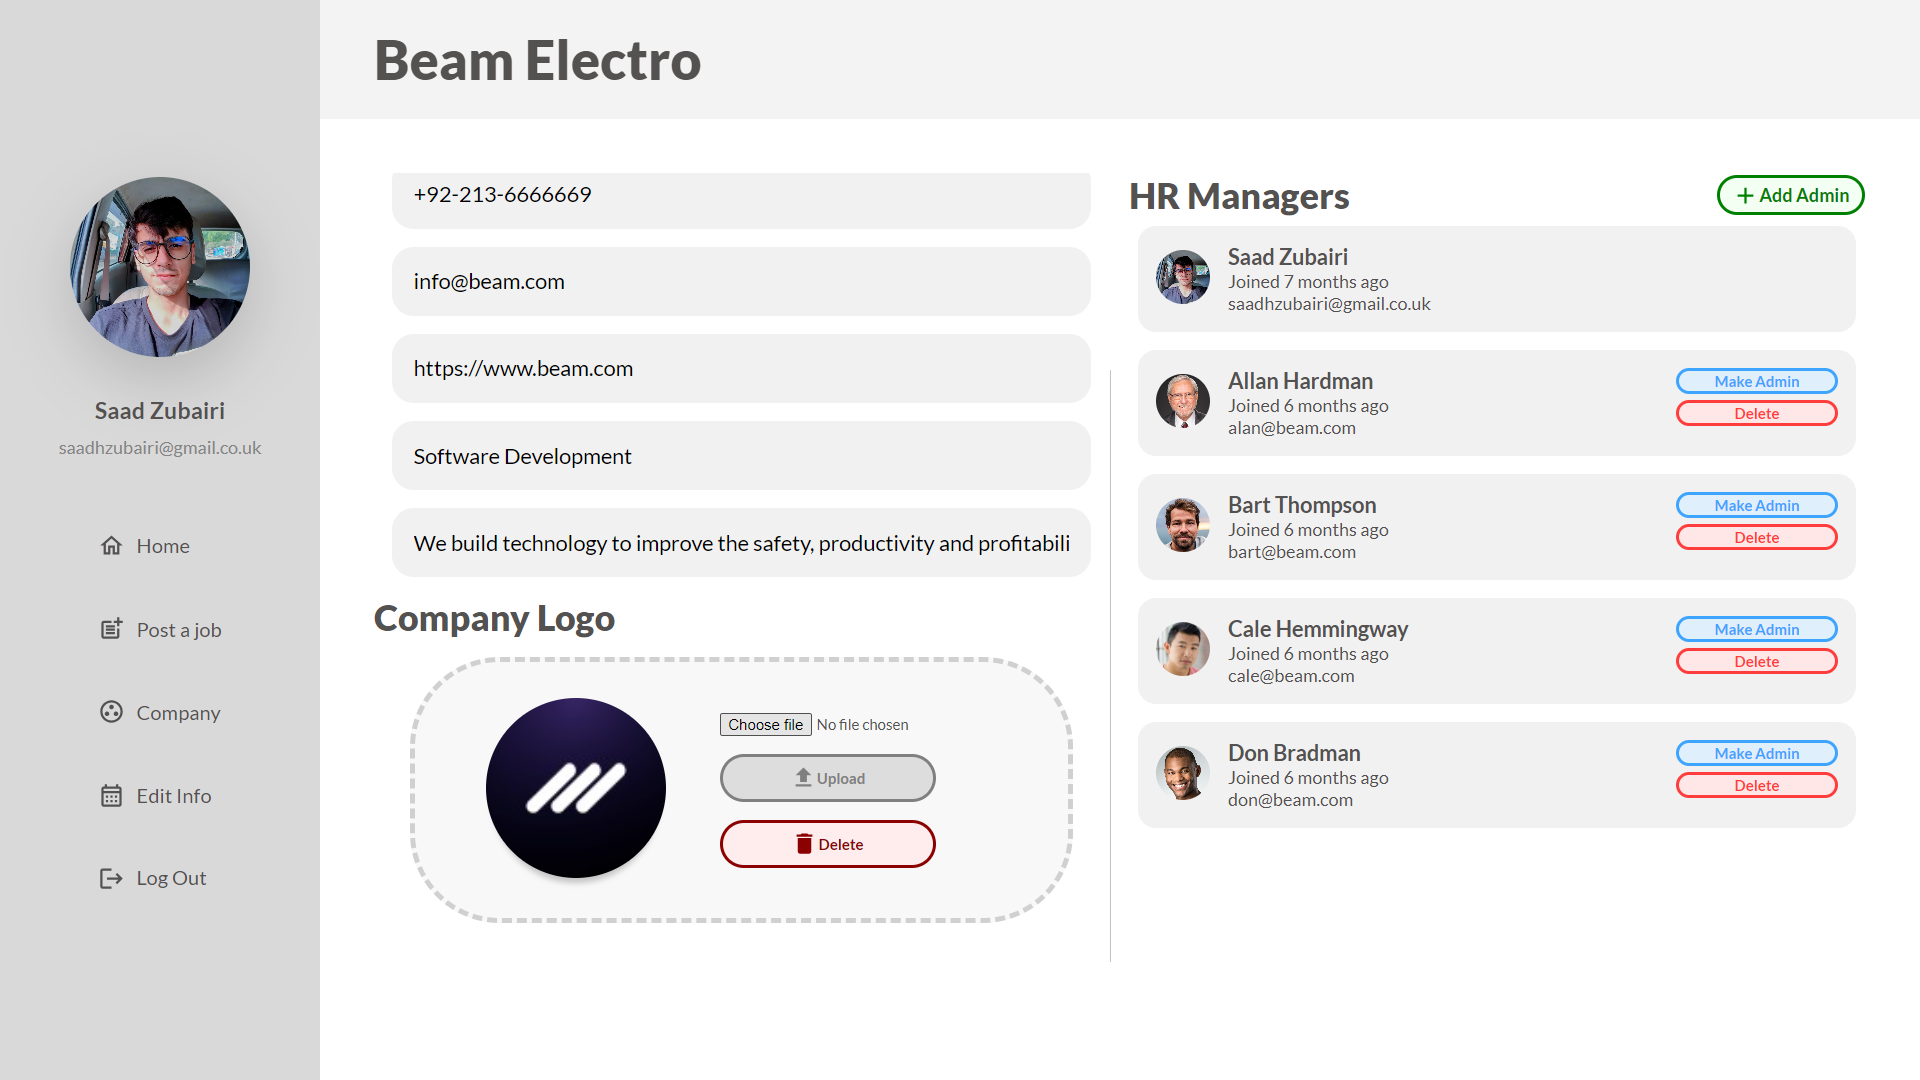 Beam Electro
Saad Zubairi
saadhzubairi@gmail.co.uk
Home
Post a job
Company
Edit Info
Log Out
+92-213-6666669
info@beam.com
https://www.beam.com
Software Development
We build technology to improve the safety, productivity and profitabili
Company Logo
Choose file No file chosen
Upload
Delete
HR Managers
Add Admin
Saad Zubairi
Joined 7 months ago
saadhzubairi@gmail.co.uk
Allan Hardman
Joined 6 months ago
alan@beam.com
Make Admin
Delete
Bart Thompson
Joined 6 months ago
bart@beam.com
Make Admin
Delete
Cale Hemmingway
Joined 6 months ago
cale@beam.com
Make Admin
Delete
Don Bradman
Joined 6 months ago
don@beam.com
Make Admin
Delete